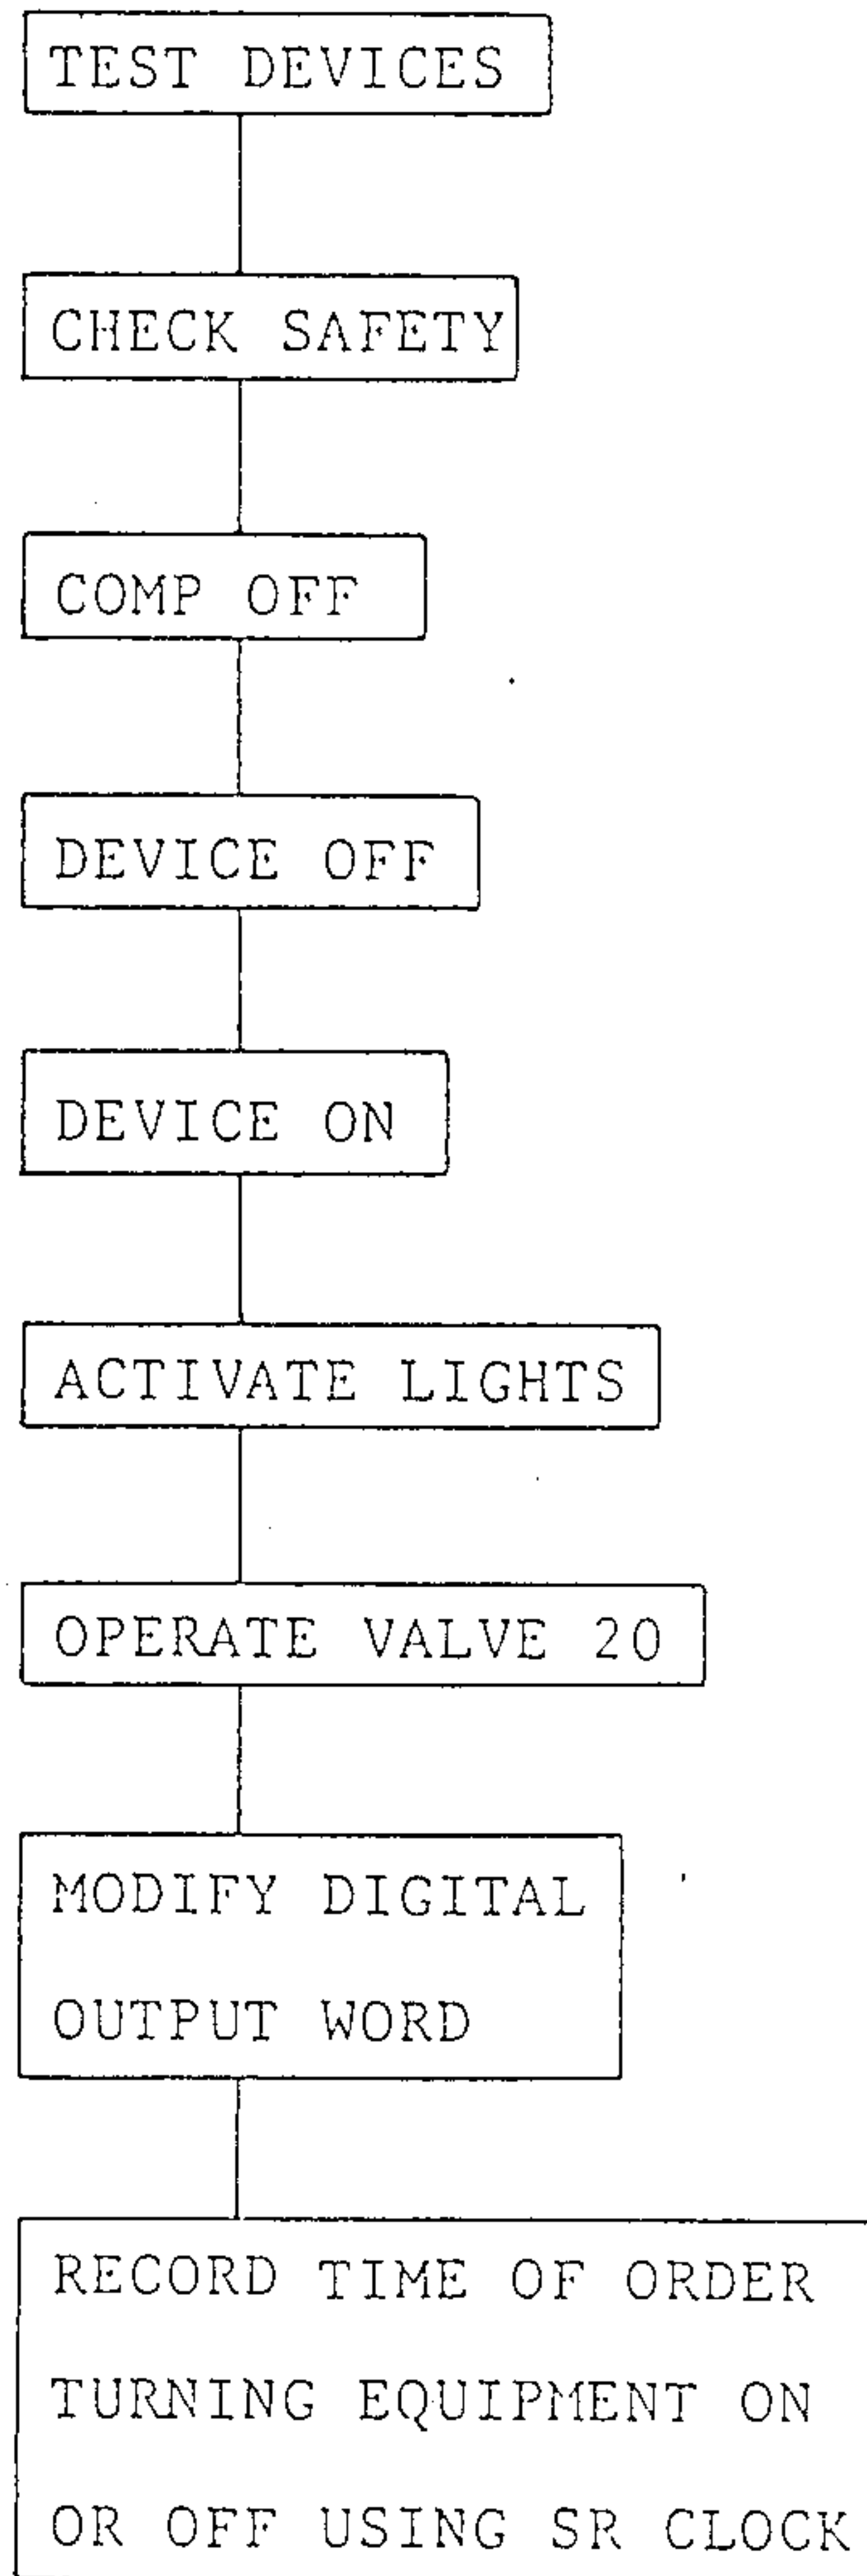 TEST DEVICES
CHECK SAFETY
COMP OFF
DEVICE OFF
DEVICE ON
ACTIVATE LIGHTS
OPERATE VALVE 20
MODIFY DIGITAL
OUTPUT WORD
RECORD TIME OF ORDER
TURNING EQUIPMENT ON
OR OFF USING SR CLOCK